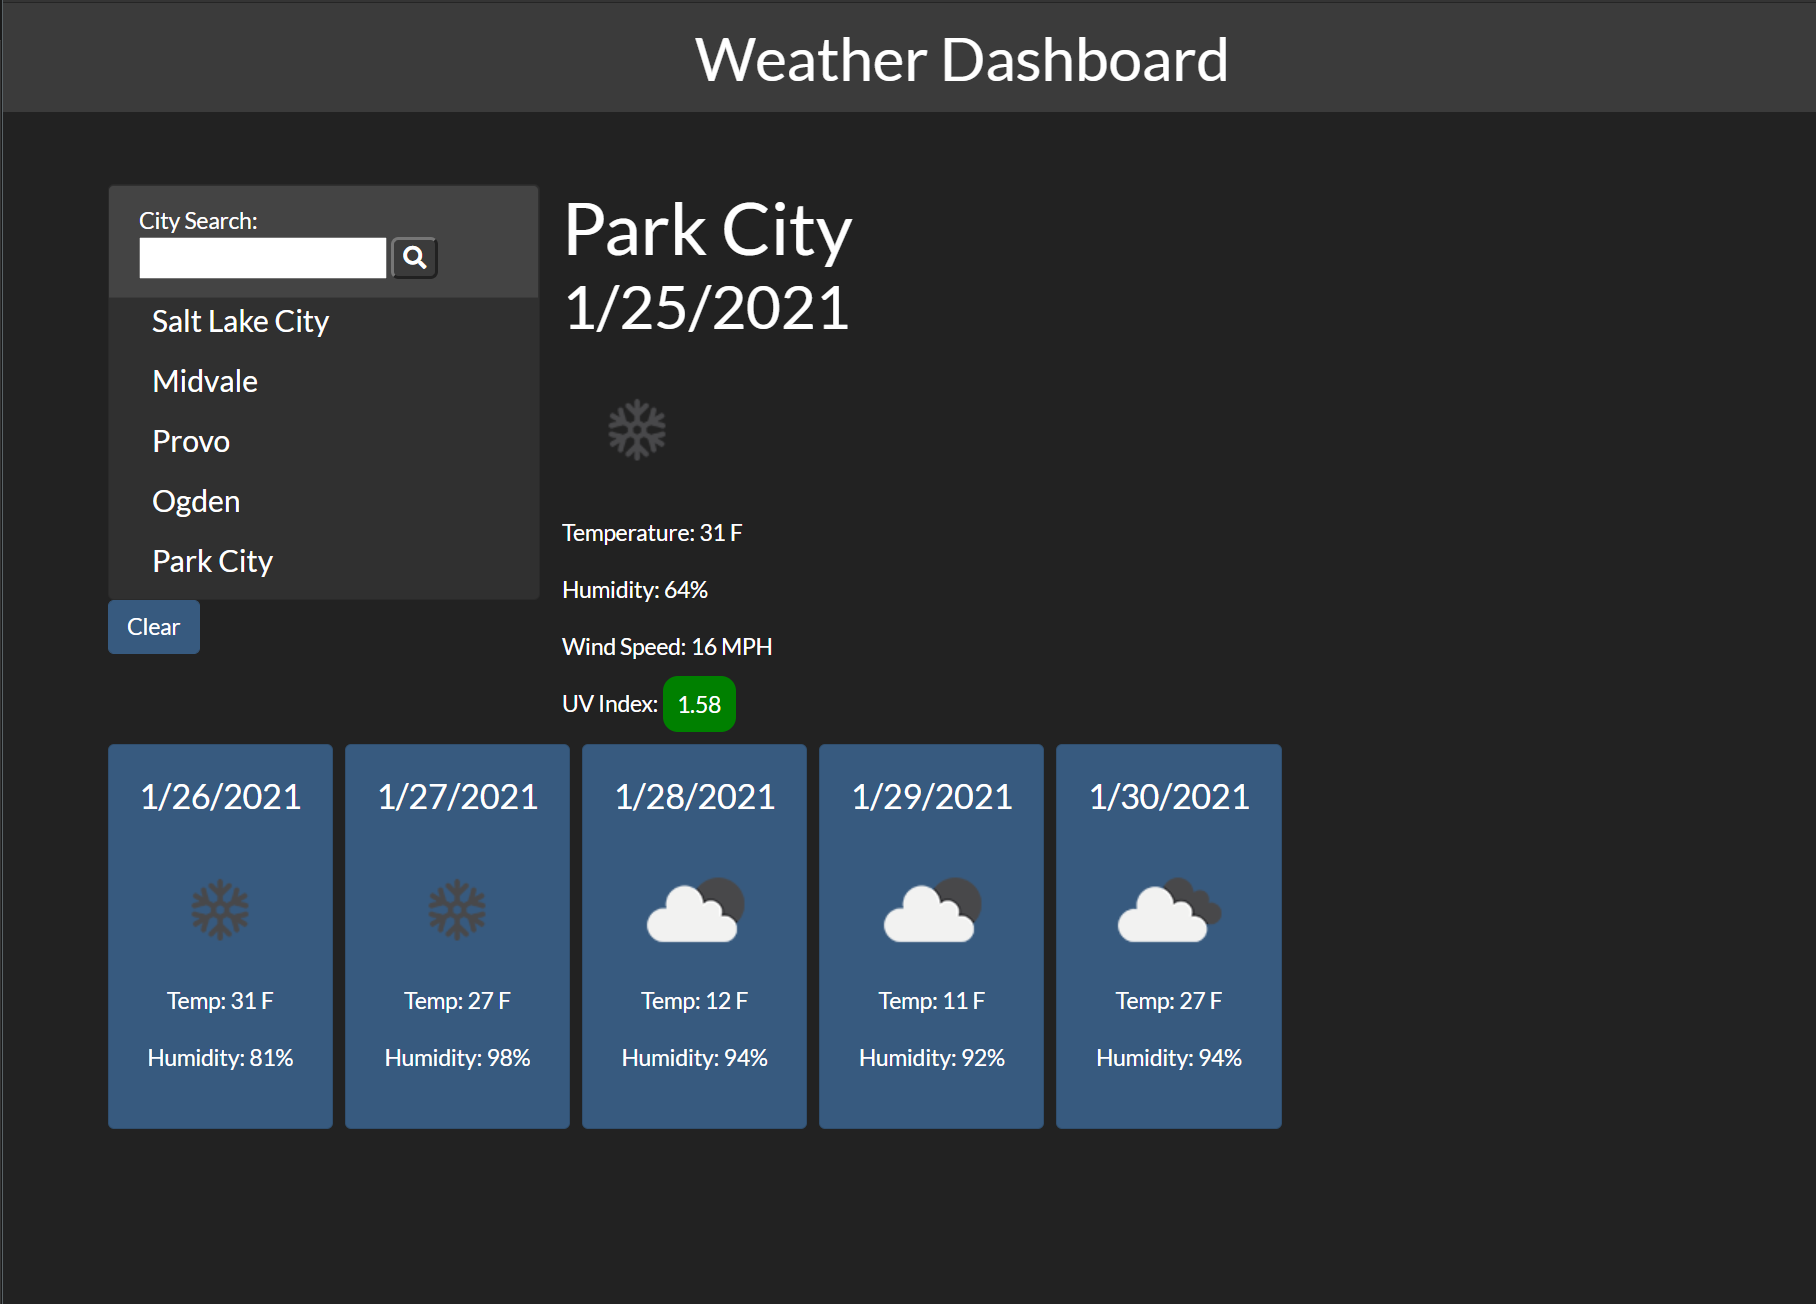 Weather Dashboard
City Search:
Salt Lake City
Midvale
Provo
Ogden
Park City
Clear
Park City
1/25/2021
Temperature: 31 F
Humidity: 64%
Wind Speed: 16 MPH
UV Index: 1.58
1/26/2021
Temp: 31 F
Humidity: 81%
1/27/2021
Temp: 27 F
Humidity: 98%
1/28/2021
Temp: 12 F
Humidity: 94%
1/29/2021
Temp: 11 F
Humidity: 92%
1/30/2021
Temp: 27 F
Humidity: 94%